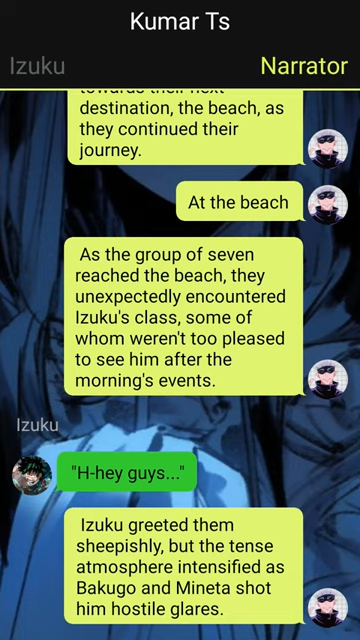 Kumar Ts
Izuku Narrator
towards their next
destination, the beach, as
they continued their
journey.
At the beach
As the group of seven
reached the beach, they
unexpectedly encountered
Izuku's class, some of
whom weren't too pleased
to see him after the
morning's events.
Izuku
"H-hey guys..."
Izuku greeted them
sheepishly, but the tense
atmosphere intensified as
Bakugo and Mineta shot
him hostile glares.